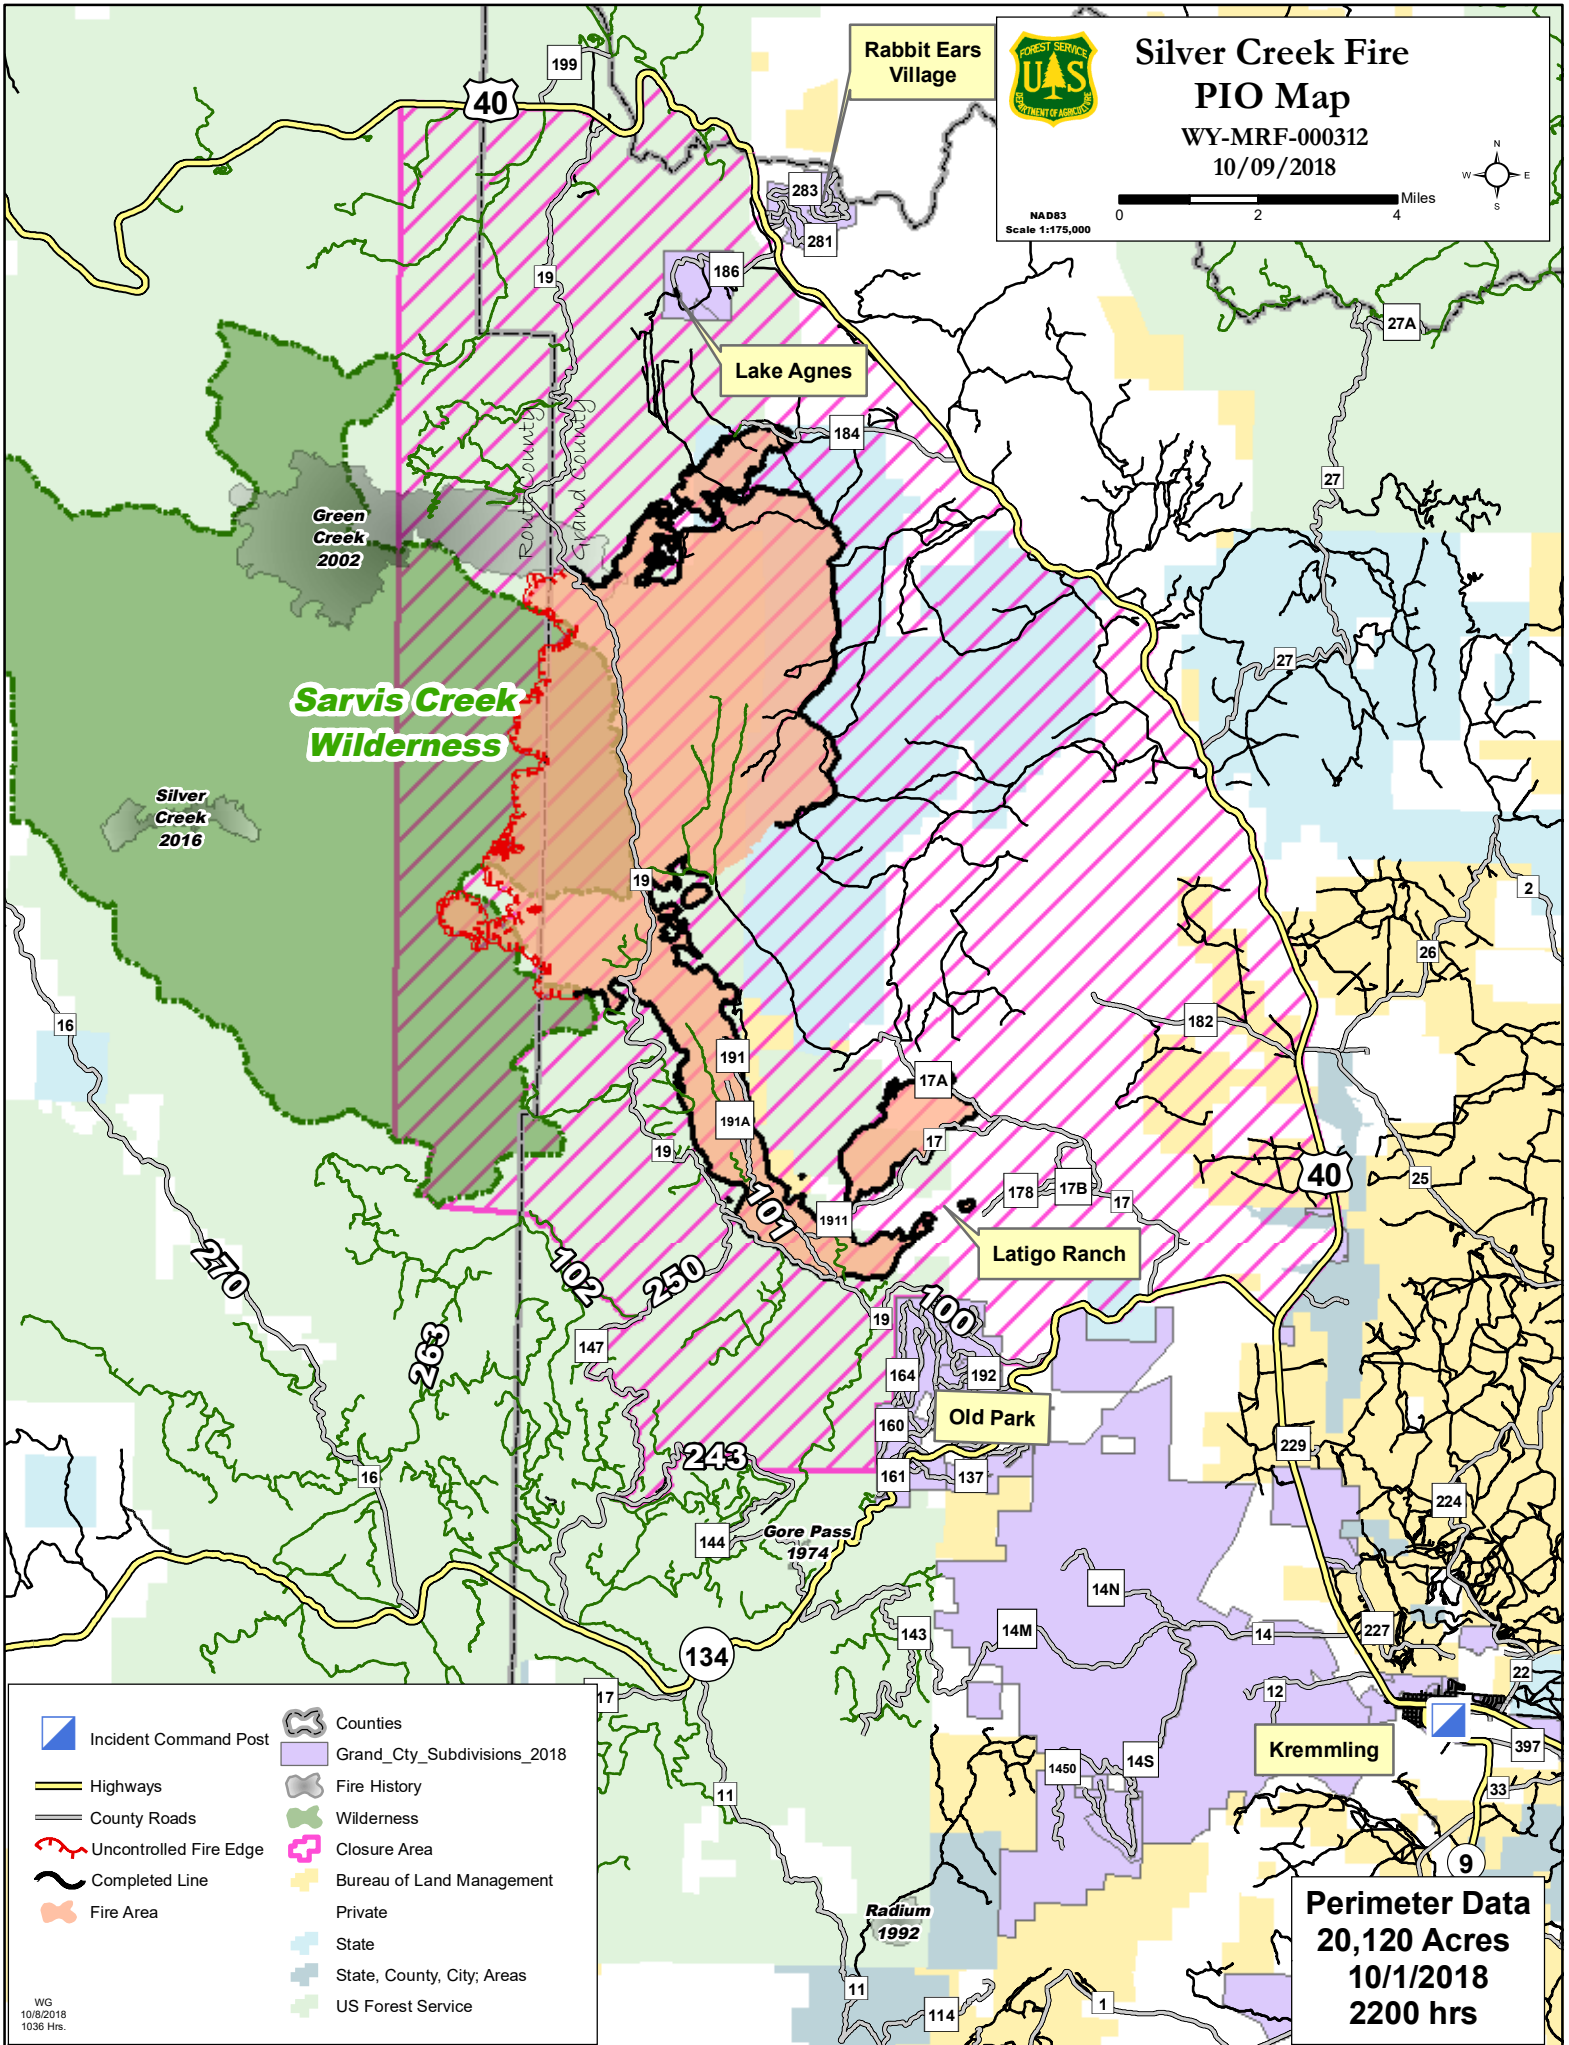 Silver Creek Fire
PIO Map
WY-MRF-000312
10/09/2018
FOREST SERVICE
US
DEPARTMENT OF AGRICULTURE
N
W
E
S
Miles
0
2
4
NAD83
Scale 1:175,000
Rabbit Ears
Village
199
40
283
281
186
19
27A
Lake Agnes
184
Routt County
Grand County
27
Green
Creek
2002
27
Sarvis Creek
Wilderness
Silver
Creek
2016
19
2
26
16
182
191
17A
191A
17
19
40
25
178
17B
17
101
1911
Latigo Ranch
270
102
250
100
19
263
147
164
192
Old Park
160
229
243
16
161
137
224
144
Gore Pass
1974
14N
143
14M
14
227
134
22
17
12
Kremmling
397
1450
14S
33
11
9
Radium
1992
11
114
1
Incident Command Post
Highways
County Roads
Uncontrolled Fire Edge
Completed Line
Fire Area
Counties
Grand_Cty_Subdivisions_2018
Fire History
Wilderness
Closure Area
Bureau of Land Management
Private
State
State, County, City; Areas
US Forest Service
WG
10/8/2018
1036 Hrs.
Perimeter Data
20,120 Acres
10/1/2018
2200 hrs